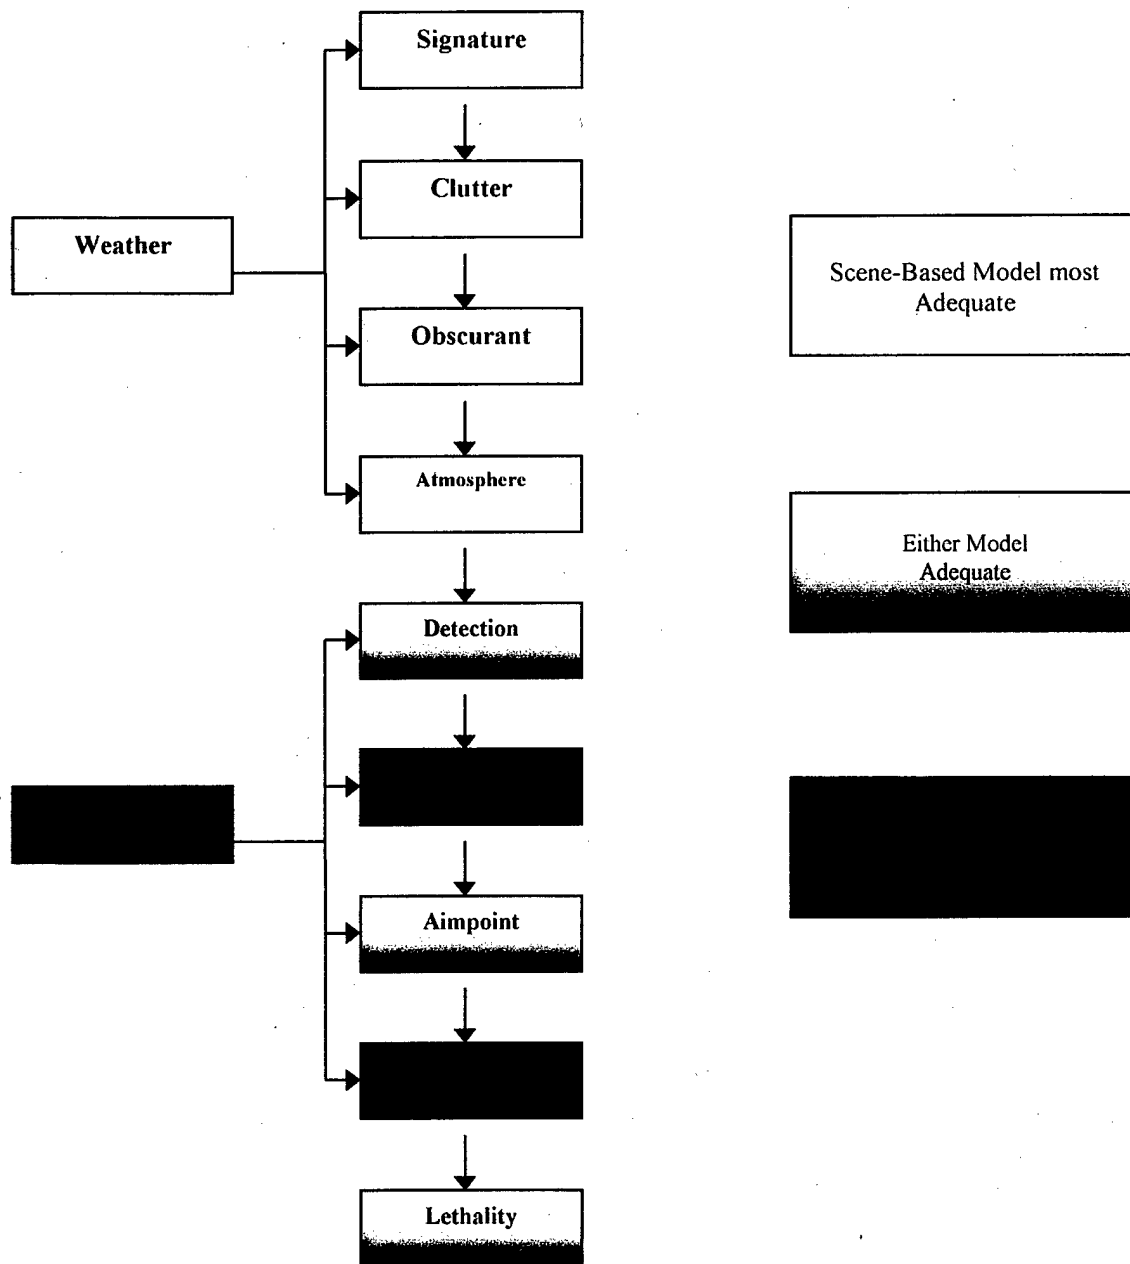 Signature
Clutter
Weather
Scene-Based Model most
Adequate
Obscurant
Atmosphere
Either Model
Adequate
Detection
Aimpoint
Lethality